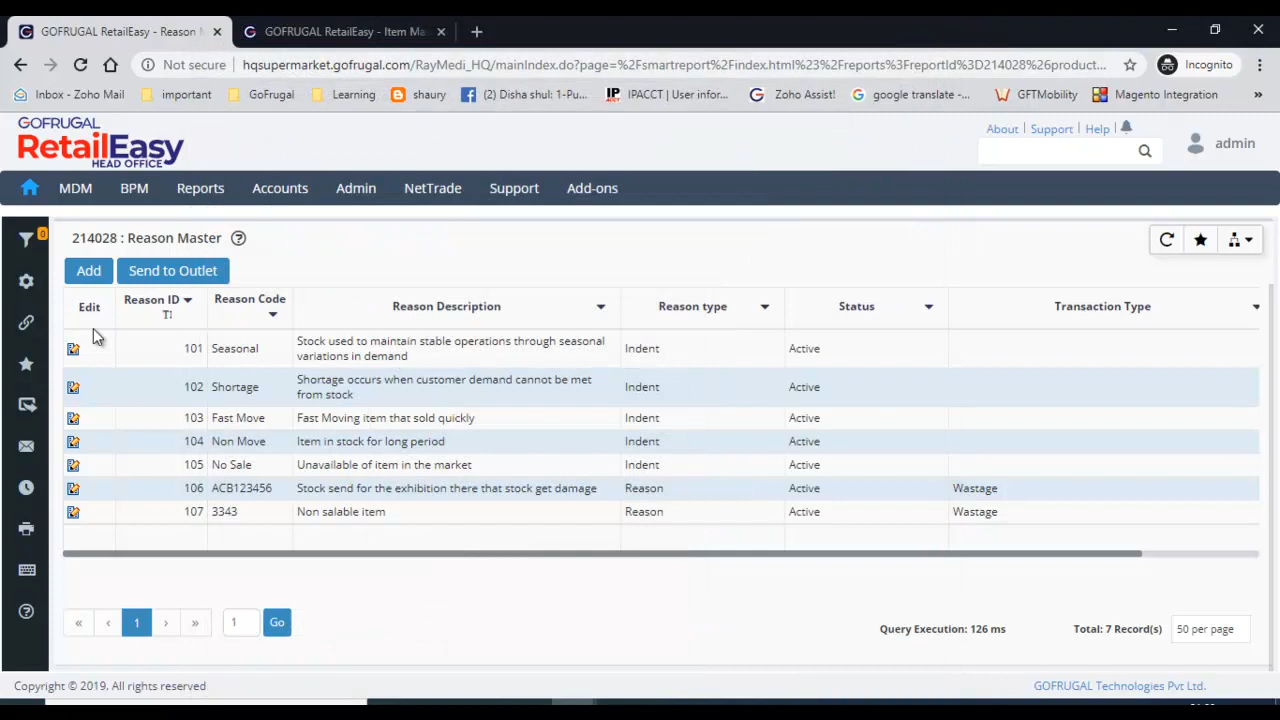 GOFRUGAL RetailEasy - Reason M
GOFRUGAL RetailEasy - Item Ma
Not secure
hqsupermarket.gofrugal.com/RayMedi_HQ/mainIndex.do?page=%2Fsmartreport%2Findex.html%23%2Freports%3FreportId%3D214028%26product...
Incognito
Inbox - Zoho Mail
important
GoFrugal
Learning
shaury
(2) Disha shul: 1-Pu...
IPACCT | User infor...
Zoho Assist!
google translate -...
GFTMobility
Magento Integration
»
GOFRUGAL
RetailEasy
HEAD OFFICE
About | Support | Help |
admin
MDM BPM Reports Accounts Admin NetTrade Support Add-ons
0
214028 : Reason Master
Add Send to Outlet
Edit Reason ID Reason Code Reason Description Reason type Status Transaction Type
101 Seasonal Stock used to maintain stable operations through seasonal variations in demand Indent Active
102 Shortage Shortage occurs when customer demand cannot be met from stock Indent Active
103 Fast Move Fast Moving item that sold quickly Indent Active
104 Non Move Item in stock for long period Indent Active
105 No Sale Unavailable of item in the market Indent Active
106 ACB123456 Stock send for the exhibition there that stock get damage Reason Active Wastage
107 3343 Non salable item Reason Active Wastage
« ‹ 1 › » 1 Go
Query Execution: 126 ms Total: 7 Record(s) 50 per page
Copyright © 2019. All rights reserved
GOFRUGAL Technologies Pvt Ltd.